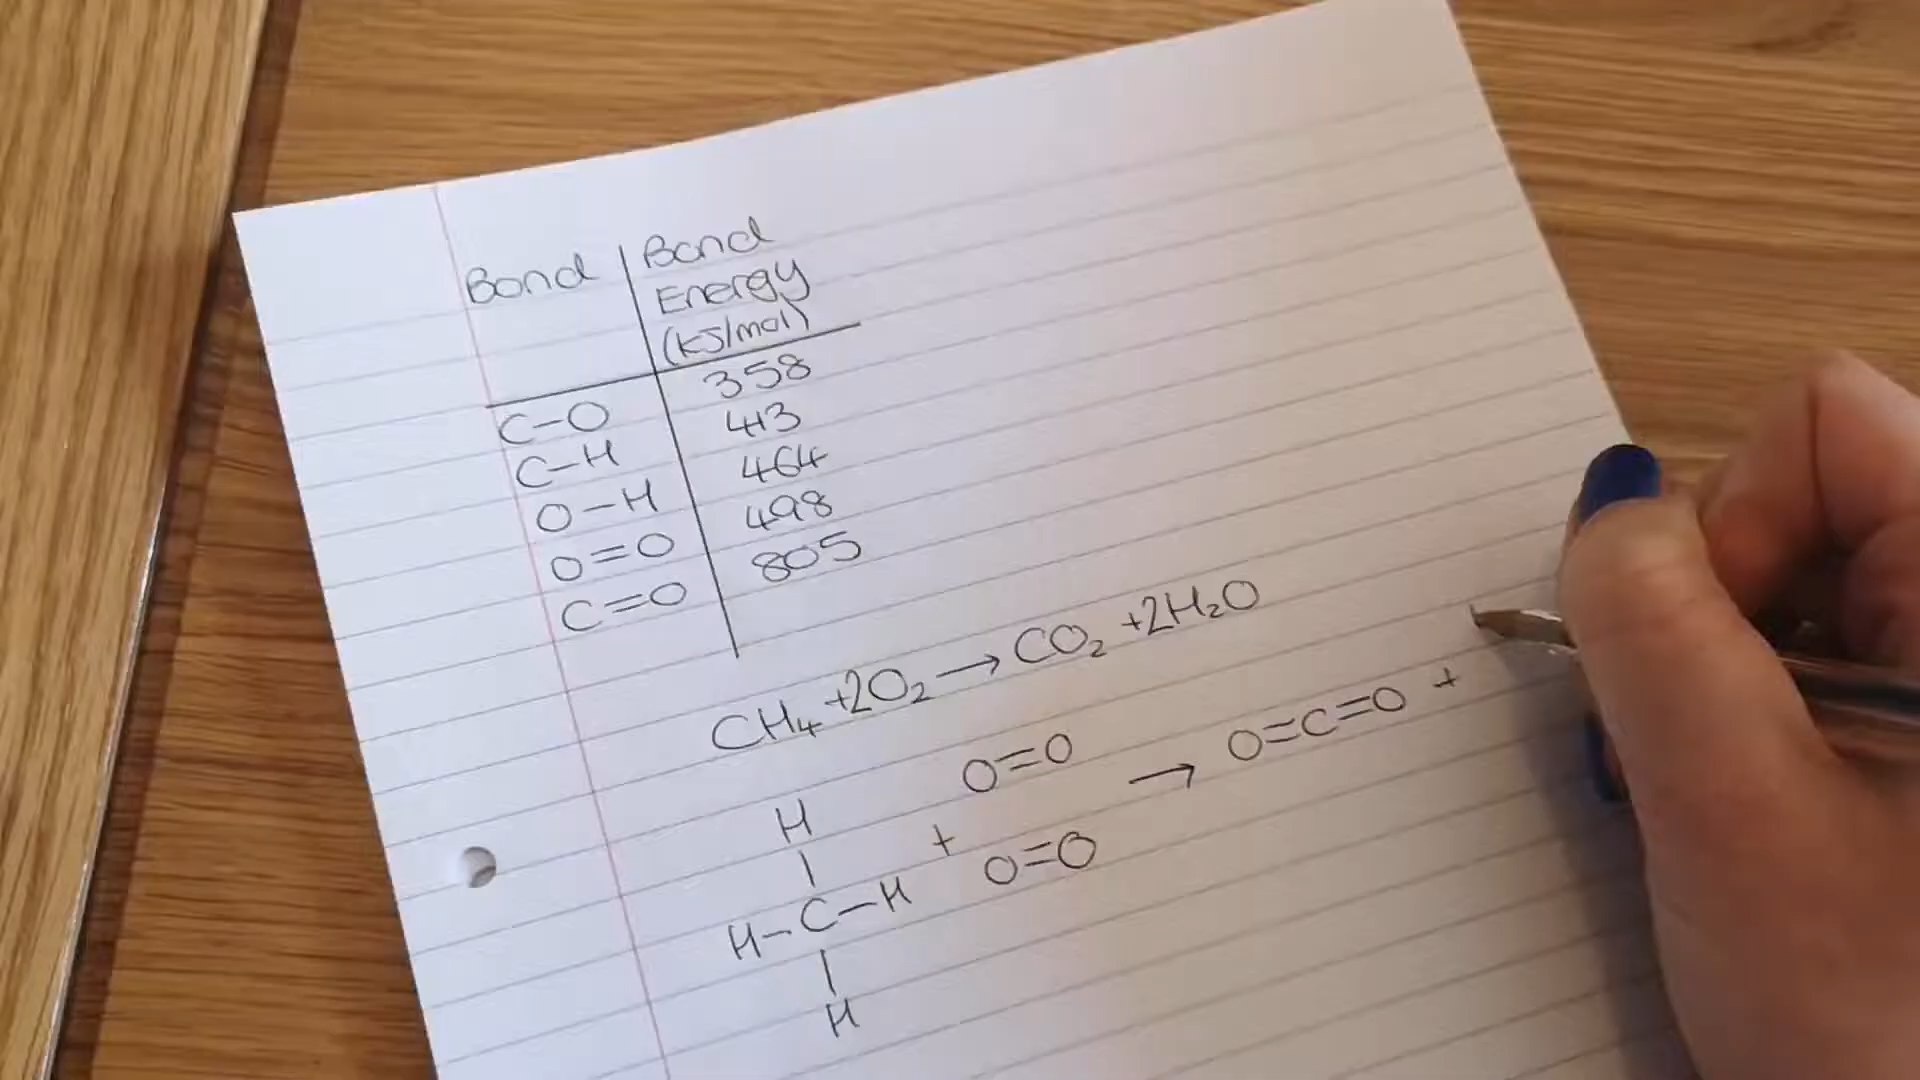 Bond | Bond Energy (kJ/mol)
C-O 358
C-H 413
O-H 464
O=O 498
C=O 805
CH₄ + 2O₂ → CO₂ + 2H₂O
O=O → O=C=O +
H
+
O=O
H-C-H
H